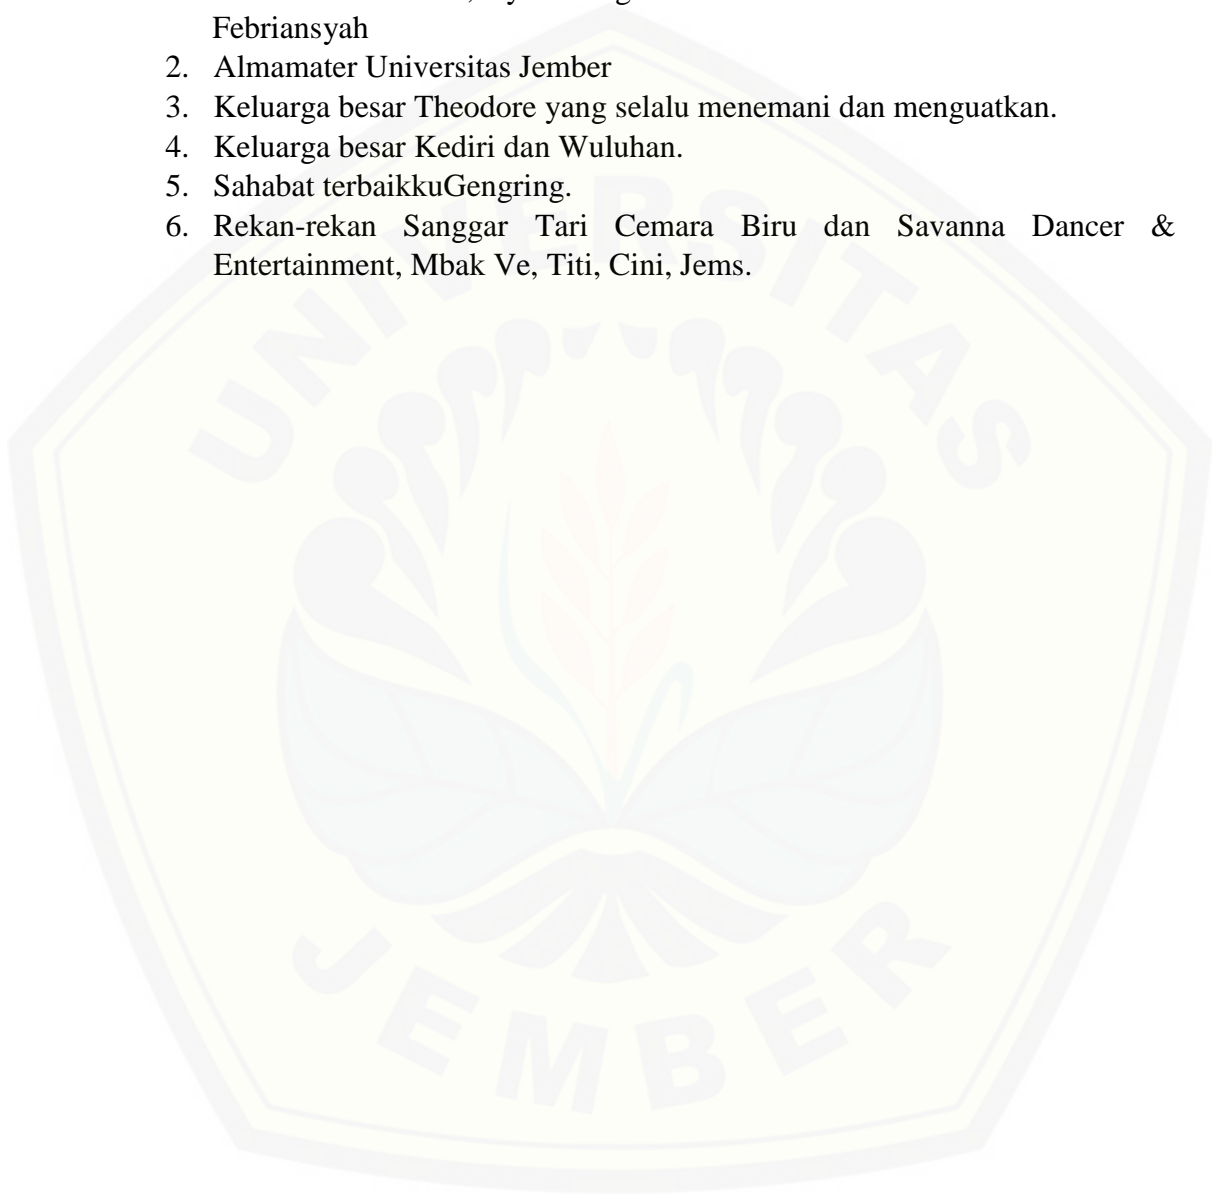 Febriansyah
2. Almamater Universitas Jember
3. Keluarga besar Theodore yang selalu menemani dan menguatkan.
4. Keluarga besar Kediri dan Wuluhan.
5. Sahabat terbaikkuGengring.
6. Rekan-rekan Sanggar Tari Cemara Biru dan Savanna Dancer &
Entertainment, Mbak Ve, Titi, Cini, Jems.
UNIVERSITAS
JEMBER